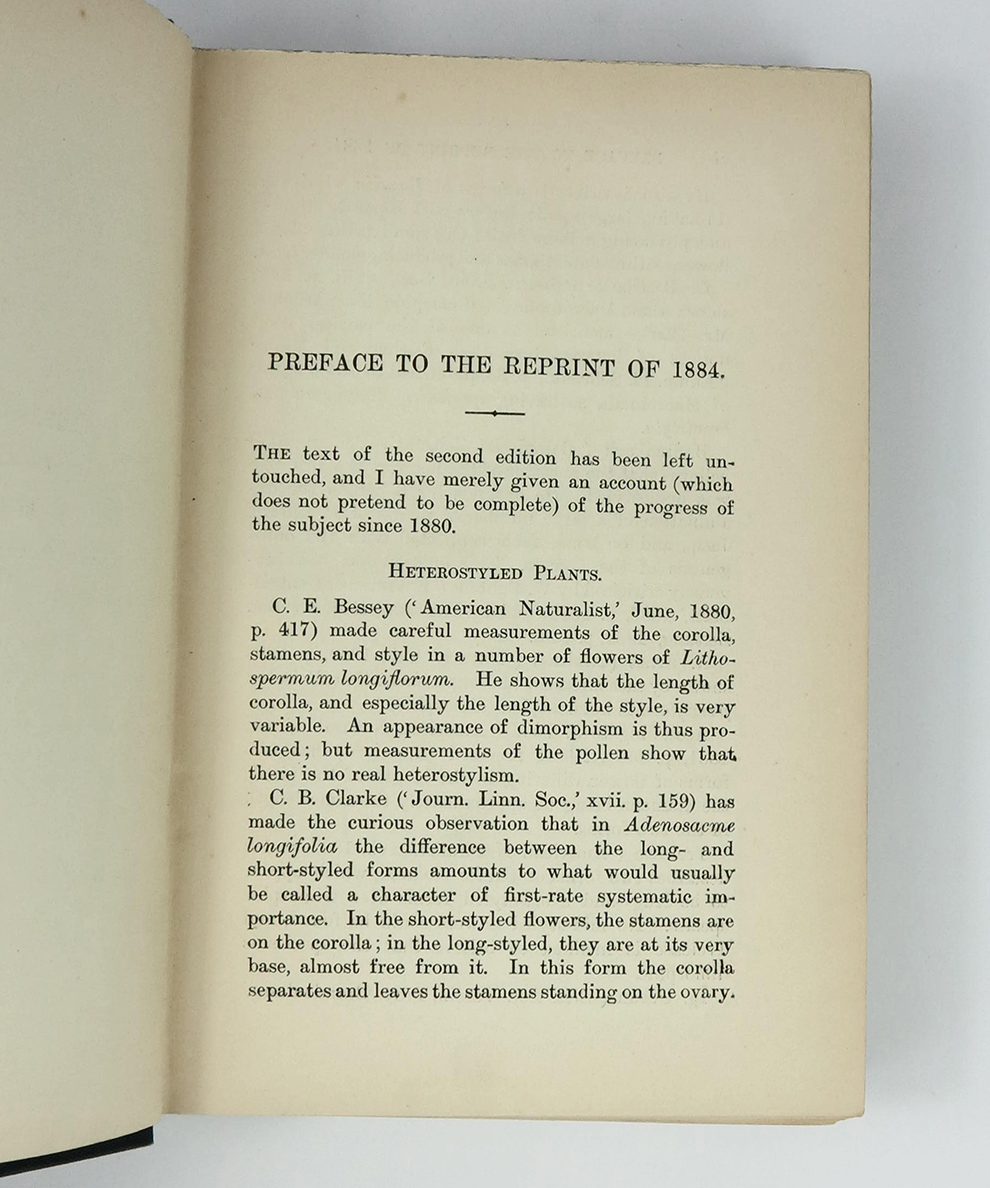 PREFACE TO THE REPRINT OF 1884.
THE text of the second edition has been left un-
touched, and I have merely given an account (which
does not pretend to be complete) of the progress of
the subject since 1880.
HETEROSTYLED PLANTS.
C. E. Bessey (‘American Naturalist,’ June, 1880,
p. 417) made careful measurements of the corolla,
stamens, and style in a number of flowers of Litho-
spermum longiflorum. He shows that the length of
corolla, and especially the length of the style, is very
variable. An appearance of dimorphism is thus pro-
duced; but measurements of the pollen show that
there is no real heterostylism.
C. B. Clarke (‘Journ. Linn. Soc.,’ xvii. p. 159) has
made the curious observation that in Adenosacme
longifolia the difference between the long- and
short-styled forms amounts to what would usually
be called a character of first-rate systematic im-
portance. In the short-styled flowers, the stamens are
on the corolla; in the long-styled, they are at its very
base, almost free from it. In this form the corolla
separates and leaves the stamens standing on the ovary.